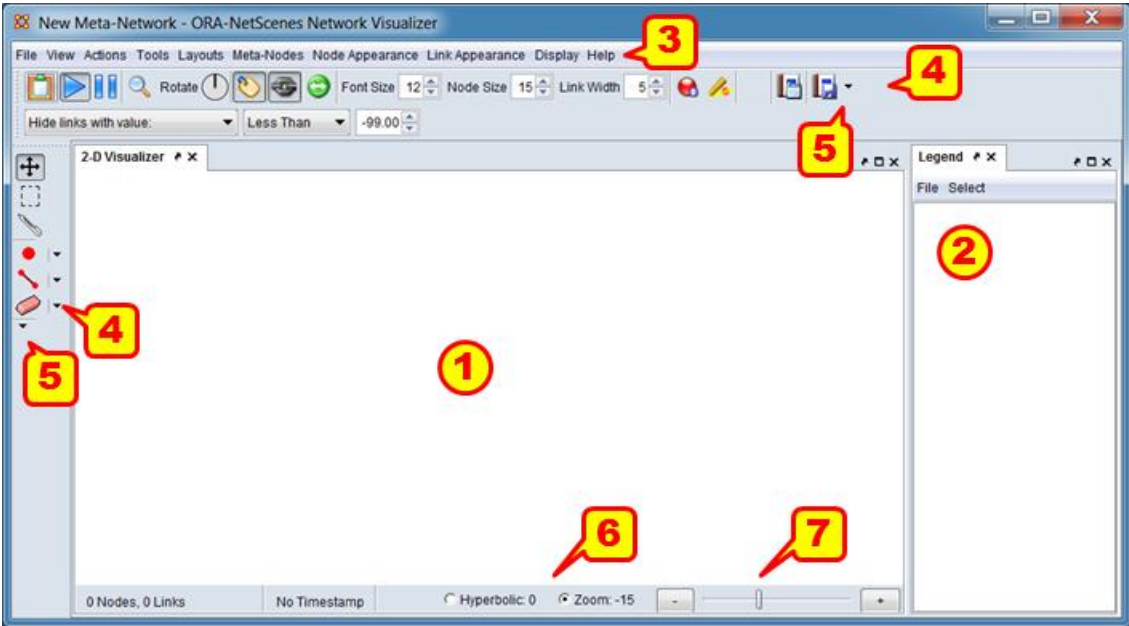 New Meta-Network - ORA-NetScenes Network Visualizer
File View Actions Tools Layouts Meta-Nodes Node Appearance Link Appearance Display Help
3
Rotate Font Size 12 Node Size 15 Link Width 5
4
Hide links with value: Less Than -99.00
5
2-D Visualizer
Legend
File Select
2
4
5
1
6
7
0 Nodes, 0 Links No Timestamp Hyperbolic: 0 Zoom: -15 - +